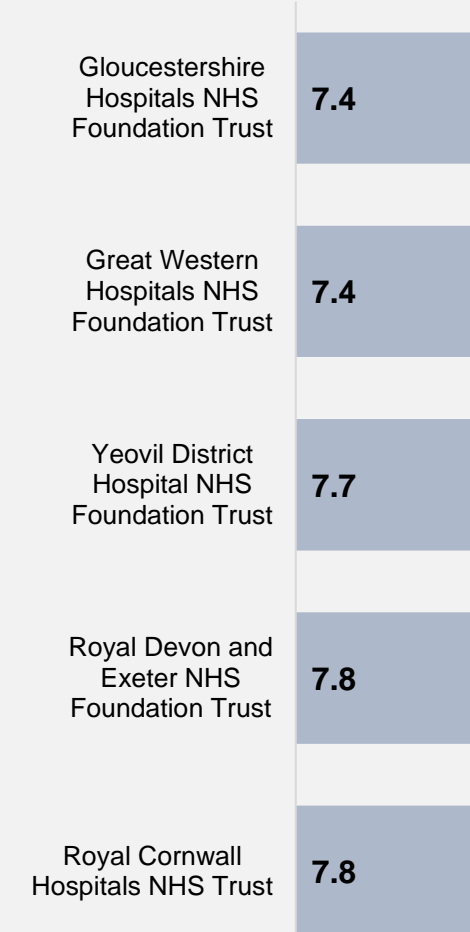 Gloucestershire
Hospitals NHS
Foundation Trust
7.4
Great Western
Hospitals NHS
Foundation Trust
7.4
Yeovil District
Hospital NHS
Foundation Trust
7.7
Royal Devon and
Exeter NHS
Foundation Trust
7.8
Royal Cornwall
Hospitals NHS Trust
7.8